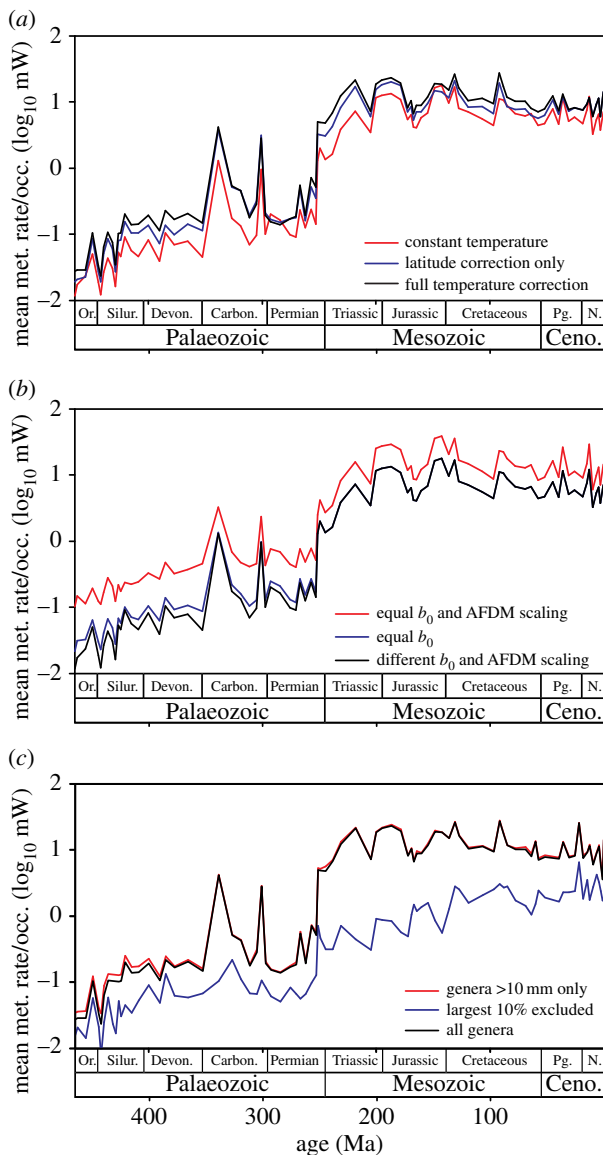 (a)
2
1
0
−1
−2
mean met. rate/occ. (log10 mW)
constant temperature
latitude correction only
full temperature correction
Or. Silur. Devon. Carbon. Permian Triassic Jurassic Cretaceous Pg. N.
Palaeozoic Mesozoic Ceno.
(b)
2
1
0
−1
−2
mean met. rate/occ. (log10 mW)
equal b0 and AFDM scaling
equal b0
different b0 and AFDM scaling
Or. Silur. Devon. Carbon. Permian Triassic Jurassic Cretaceous Pg. N.
Palaeozoic Mesozoic Ceno.
(c)
2
1
0
−1
−2
mean met. rate/occ. (log10 mW)
genera >10 mm only
largest 10% excluded
all genera
Or. Silur. Devon. Carbon. Permian Triassic Jurassic Cretaceous Pg. N.
Palaeozoic Mesozoic Ceno.
400 300 200 100 0
age (Ma)